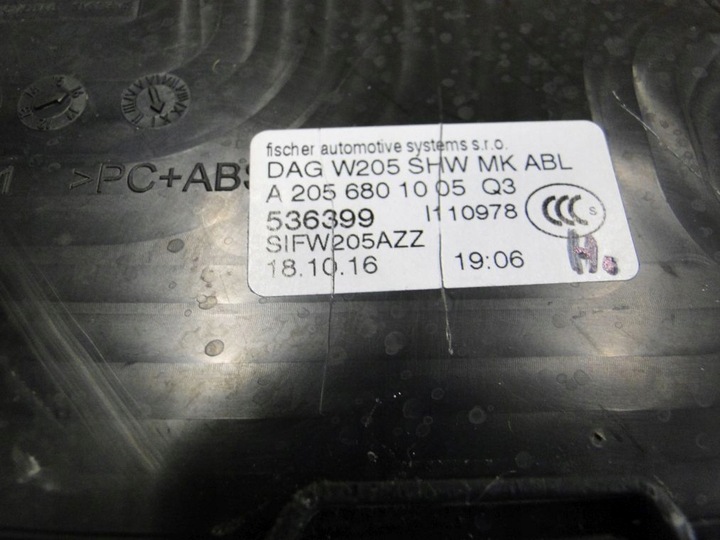 >PC+ABS
fischer automotive systems s.r.o.
DAG W205 SHW MK ABL
A 205 680 10 05 Q3
536399 I110978
SIFW205AZZ
18.10.16 19:06
CCC S
H.